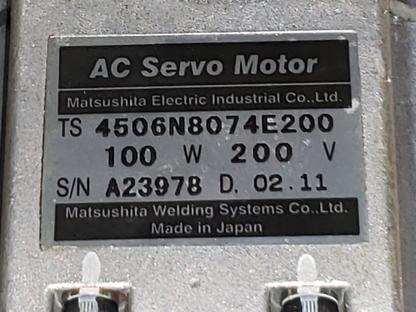 AC Servo Motor
Matsushita Electric Industrial Co.,Ltd.
TS 4506N8074E200
100 W 200 V
S/N A23978 D. 02.11
Matsushita Welding Systems Co.,Ltd.
Made in Japan